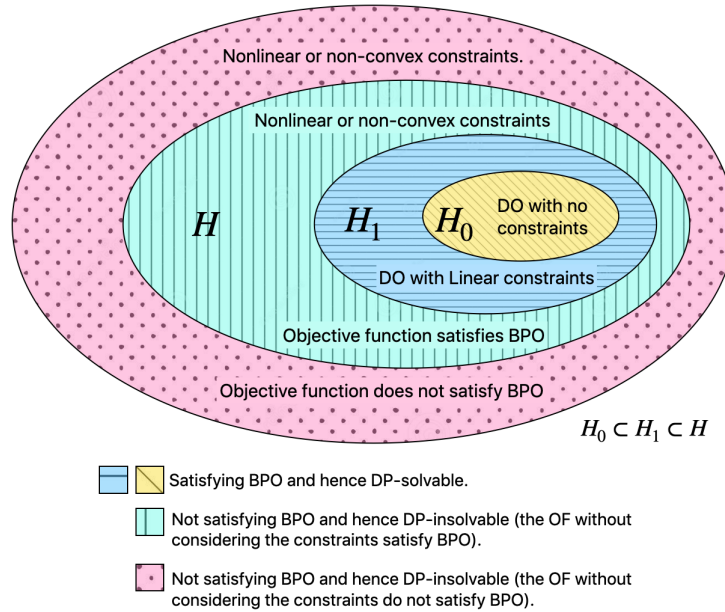 Nonlinear or non-convex constraints.
Nonlinear or non-convex constraints
H
H₁
H₀
DO with no
constraints
DO with Linear constraints
Objective function satisfies BPO
Objective function does not satisfy BPO
H₀ ⊂ H₁ ⊂ H
Satisfying BPO and hence DP-solvable.
Not satisfying BPO and hence DP-insolvable (the OF without
considering the constraints satisfy BPO).
Not satisfying BPO and hence DP-insolvable (the OF without
considering the constraints do not satisfy BPO).